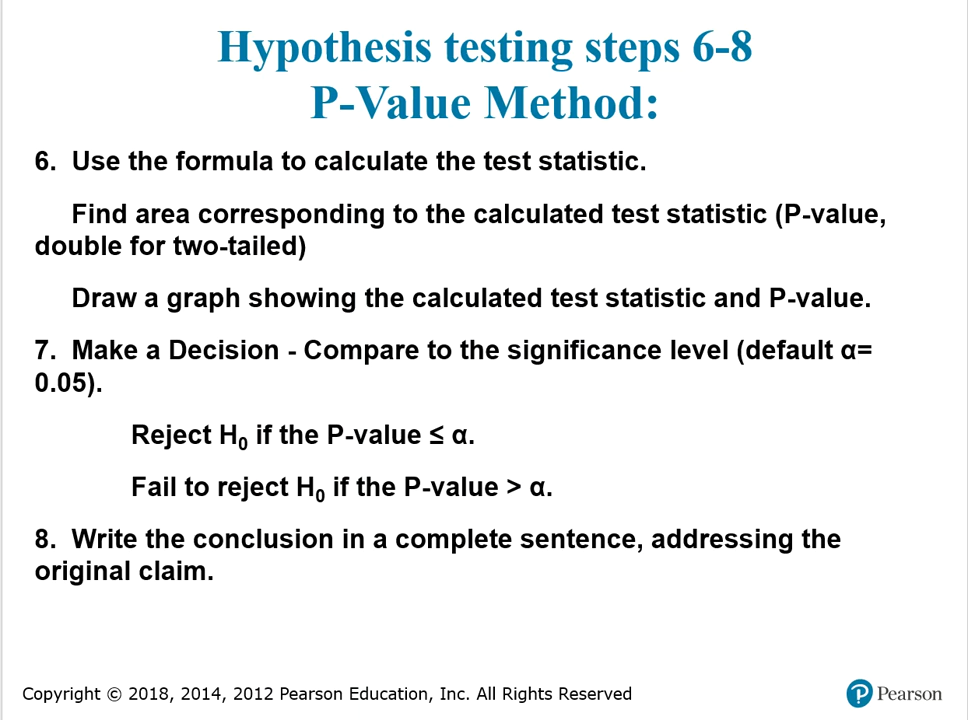 Hypothesis testing steps 6-8
P-Value Method:
6. Use the formula to calculate the test statistic.
Find area corresponding to the calculated test statistic (P-value,
double for two-tailed)
Draw a graph showing the calculated test statistic and P-value.
7. Make a Decision - Compare to the significance level (default α=
0.05).
Reject H₀ if the P-value ≤ α.
Fail to reject H₀ if the P-value > α.
8. Write the conclusion in a complete sentence, addressing the
original claim.
Copyright © 2018, 2014, 2012 Pearson Education, Inc. All Rights Reserved
P Pearson